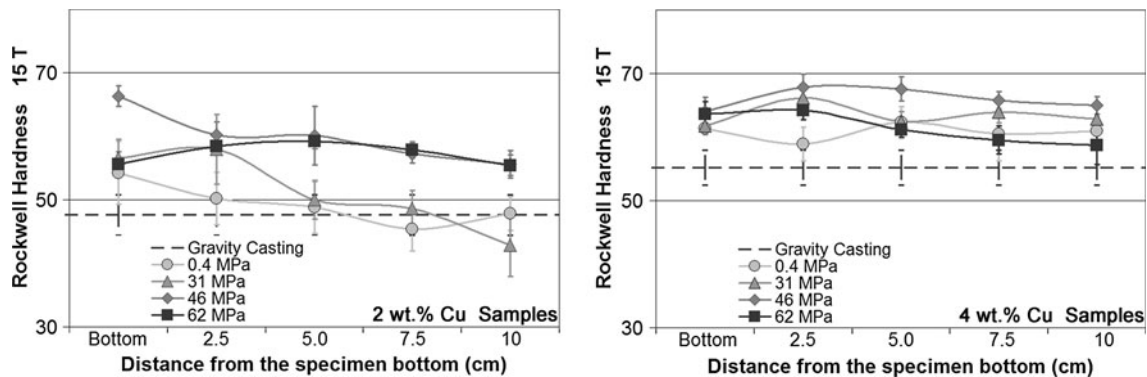 Rockwell Hardness 15 T
70
50
30
Gravity Casting
0.4 MPa
31 MPa
46 MPa
62 MPa
2 wt.% Cu Samples
Bottom 2.5 5.0 7.5 10
Distance from the specimen bottom (cm)
Rockwell Hardness 15 T
70
50
30
Gravity Casting
0.4 MPa
31 MPa
46 MPa
62 MPa
4 wt.% Cu Samples
Bottom 2.5 5.0 7.5 10
Distance from the specimen bottom (cm)